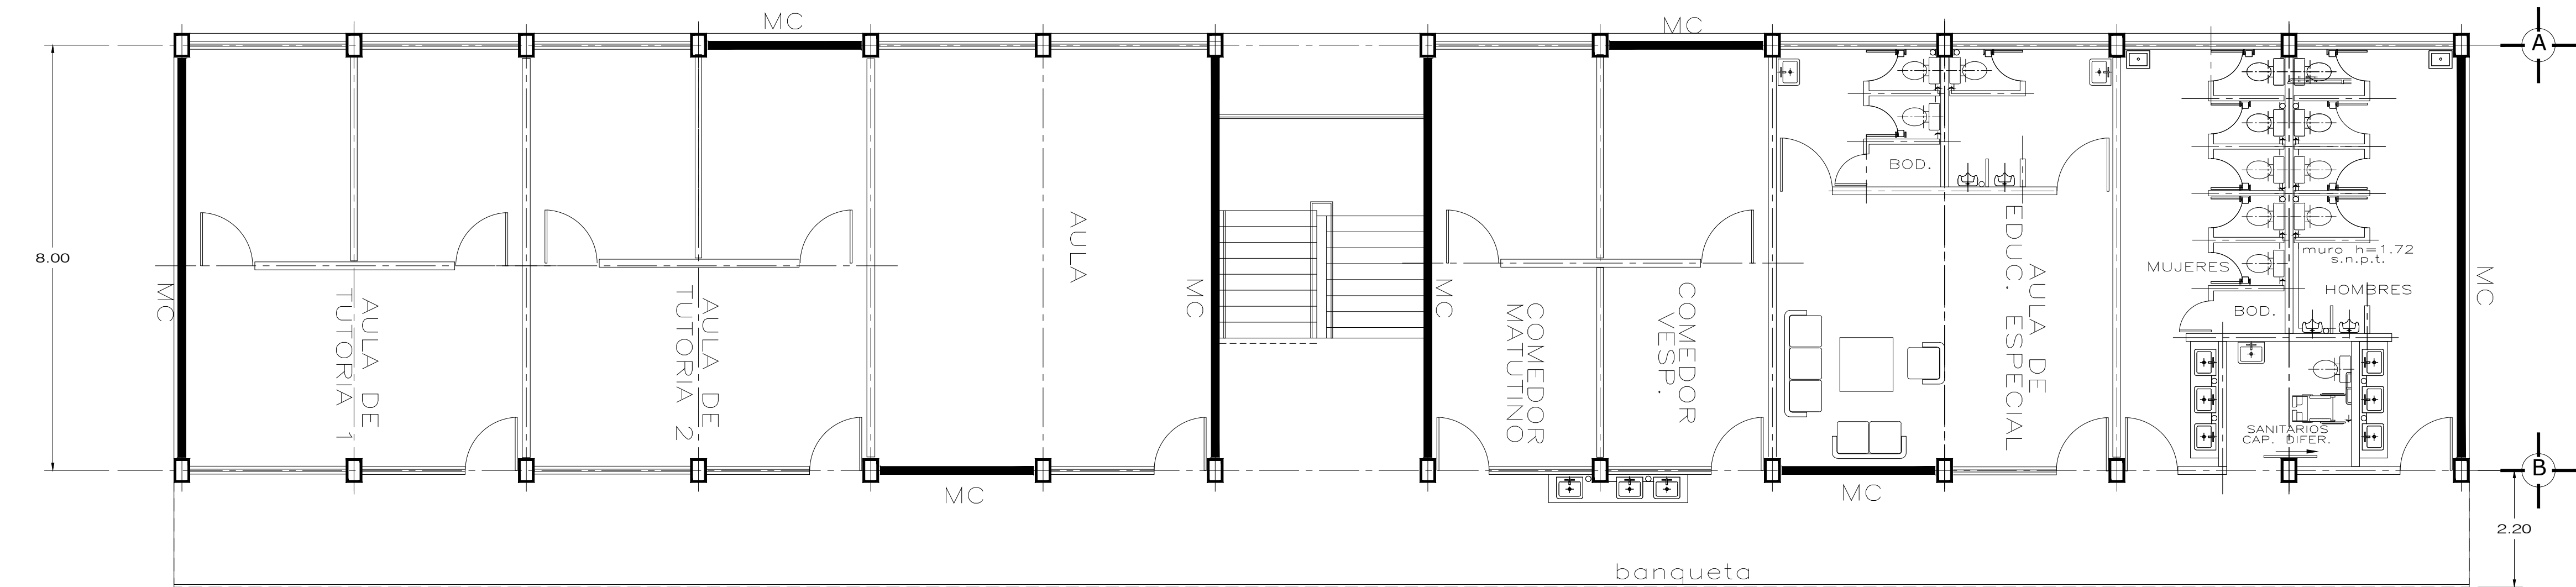 MC
MC
A
8.00
BOD.
AULA
EDUC. ESPECIAL
AULA DE
muro h=1.72
s.n.p.t.
MUJERES
HOMBRES
BOD.
MC
AULA DE
TUTORIA 1
AULA DE
TUTORIA 2
MC
MC
COMEDOR
MATUTINO
COMEDOR
VESP.
MC
SANITARIOS
CAP. DIFER.
B
MC
MC
2.20
banqueta